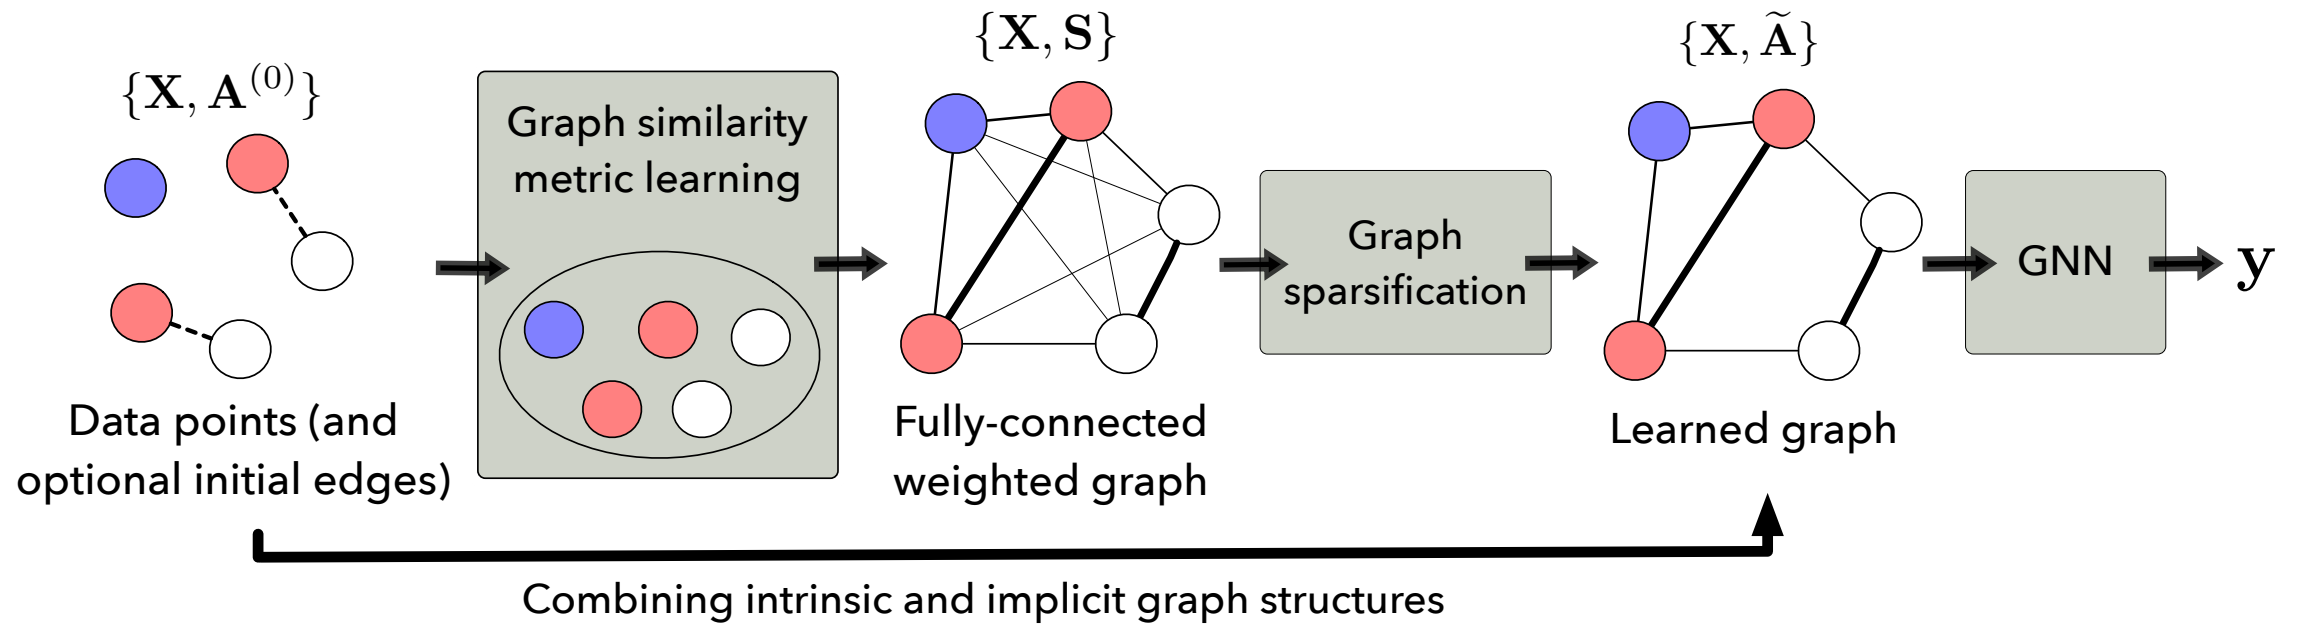 {X, A⁽⁰⁾}
Data points (and
optional initial edges)
Graph similarity
metric learning
{X, S}
Fully-connected
weighted graph
Graph
sparsification
{X, Ã}
Learned graph
GNN
y
Combining intrinsic and implicit graph structures